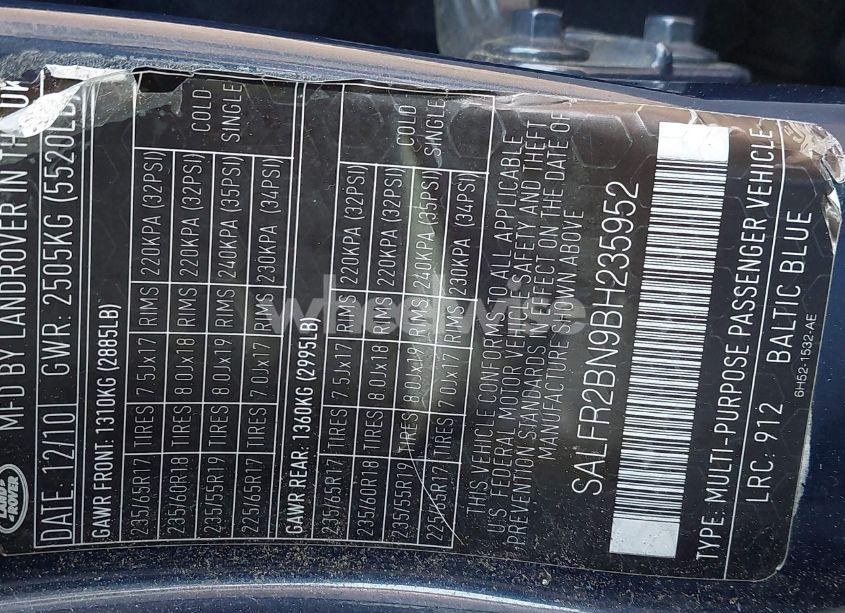 LAND ROVER
MFD BY LANDROVER IN THE UK
DATE: 12/10 GWR: 2505KG (5520LB)
GAWR FRONT: 1310KG (2885LB) COLD SINGLE
235/65R17 TIRES 7.5JX17 RIMS 220KPA (32PSI)
235/60R18 TIRES 8.0JX18 RIMS 220KPA (32PSI)
235/55R19 TIRES 8.0JX19 RIMS 240KPA (35PSI)
225/65R17 TIRES 7.0JX17 RIMS 230KPA (34PSI)
GAWR REAR: 1360KG (2995LB) COLD SINGLE
235/65R17 TIRES 7.5JX17 RIMS 220KPA (32PSI)
235/60R18 TIRES 8.0JX18 RIMS 220KPA (32PSI)
235/55R19 TIRES 8.0JX19 RIMS 240KPA (35PSI)
225/65R17 TIRES 7.0JX17 RIMS 230KPA (34PSI)
THIS VEHICLE CONFORMS TO ALL APPLICABLE
U.S FEDERAL MOTOR VEHICLE SAFETY AND THEFT
PREVENTION STANDARDS IN EFFECT ON THE DATE OF
MANUFACTURE SHOWN ABOVE
SALFR2BN9BH235952
TYPE: MULTI-PURPOSE PASSENGER VEHICLE
LRC: 912 BALTIC BLUE
6H52-1532-AE
wheelwise